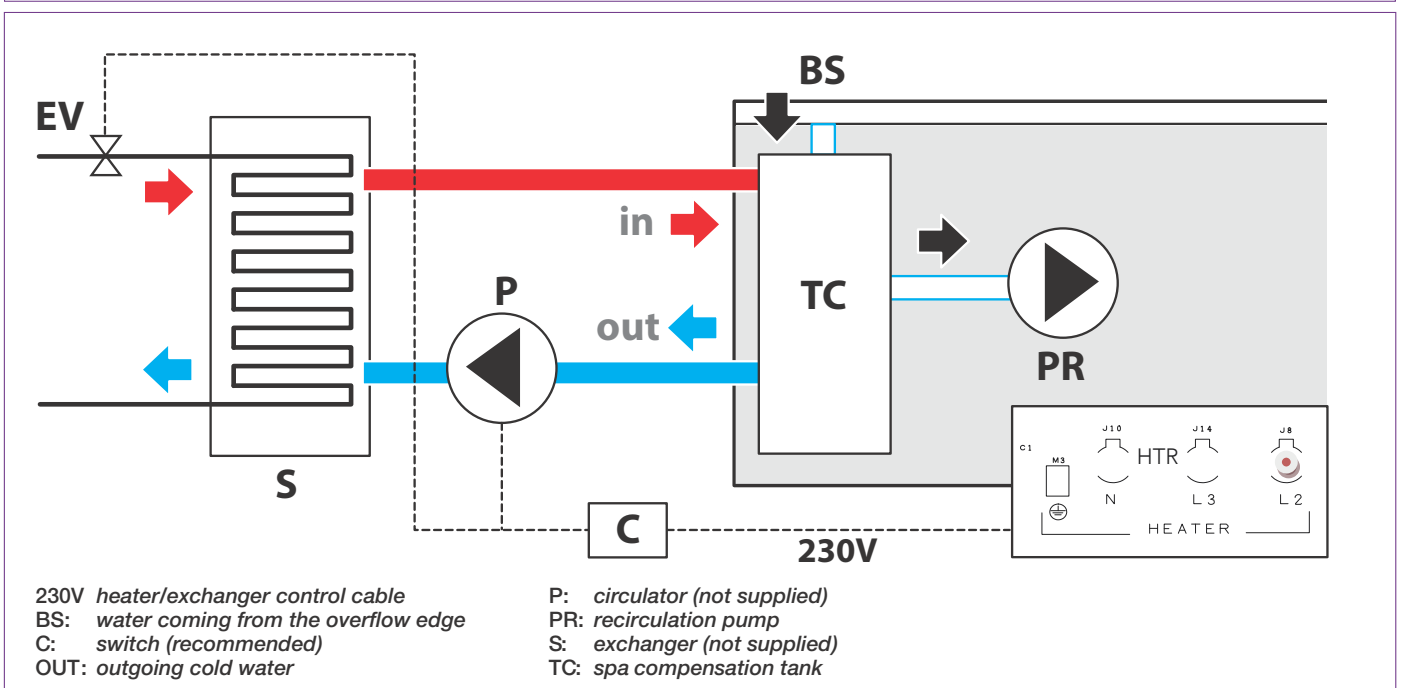 BS
EV
in
P
TC
out
PR
S
C
230V
C1
M3
J10
J14
J8
HTR
N
L3
L2
HEATER
230V heater/exchanger control cable
BS: water coming from the overflow edge
C: switch (recommended)
OUT: outgoing cold water
P: circulator (not supplied)
PR: recirculation pump
S: exchanger (not supplied)
TC: spa compensation tank